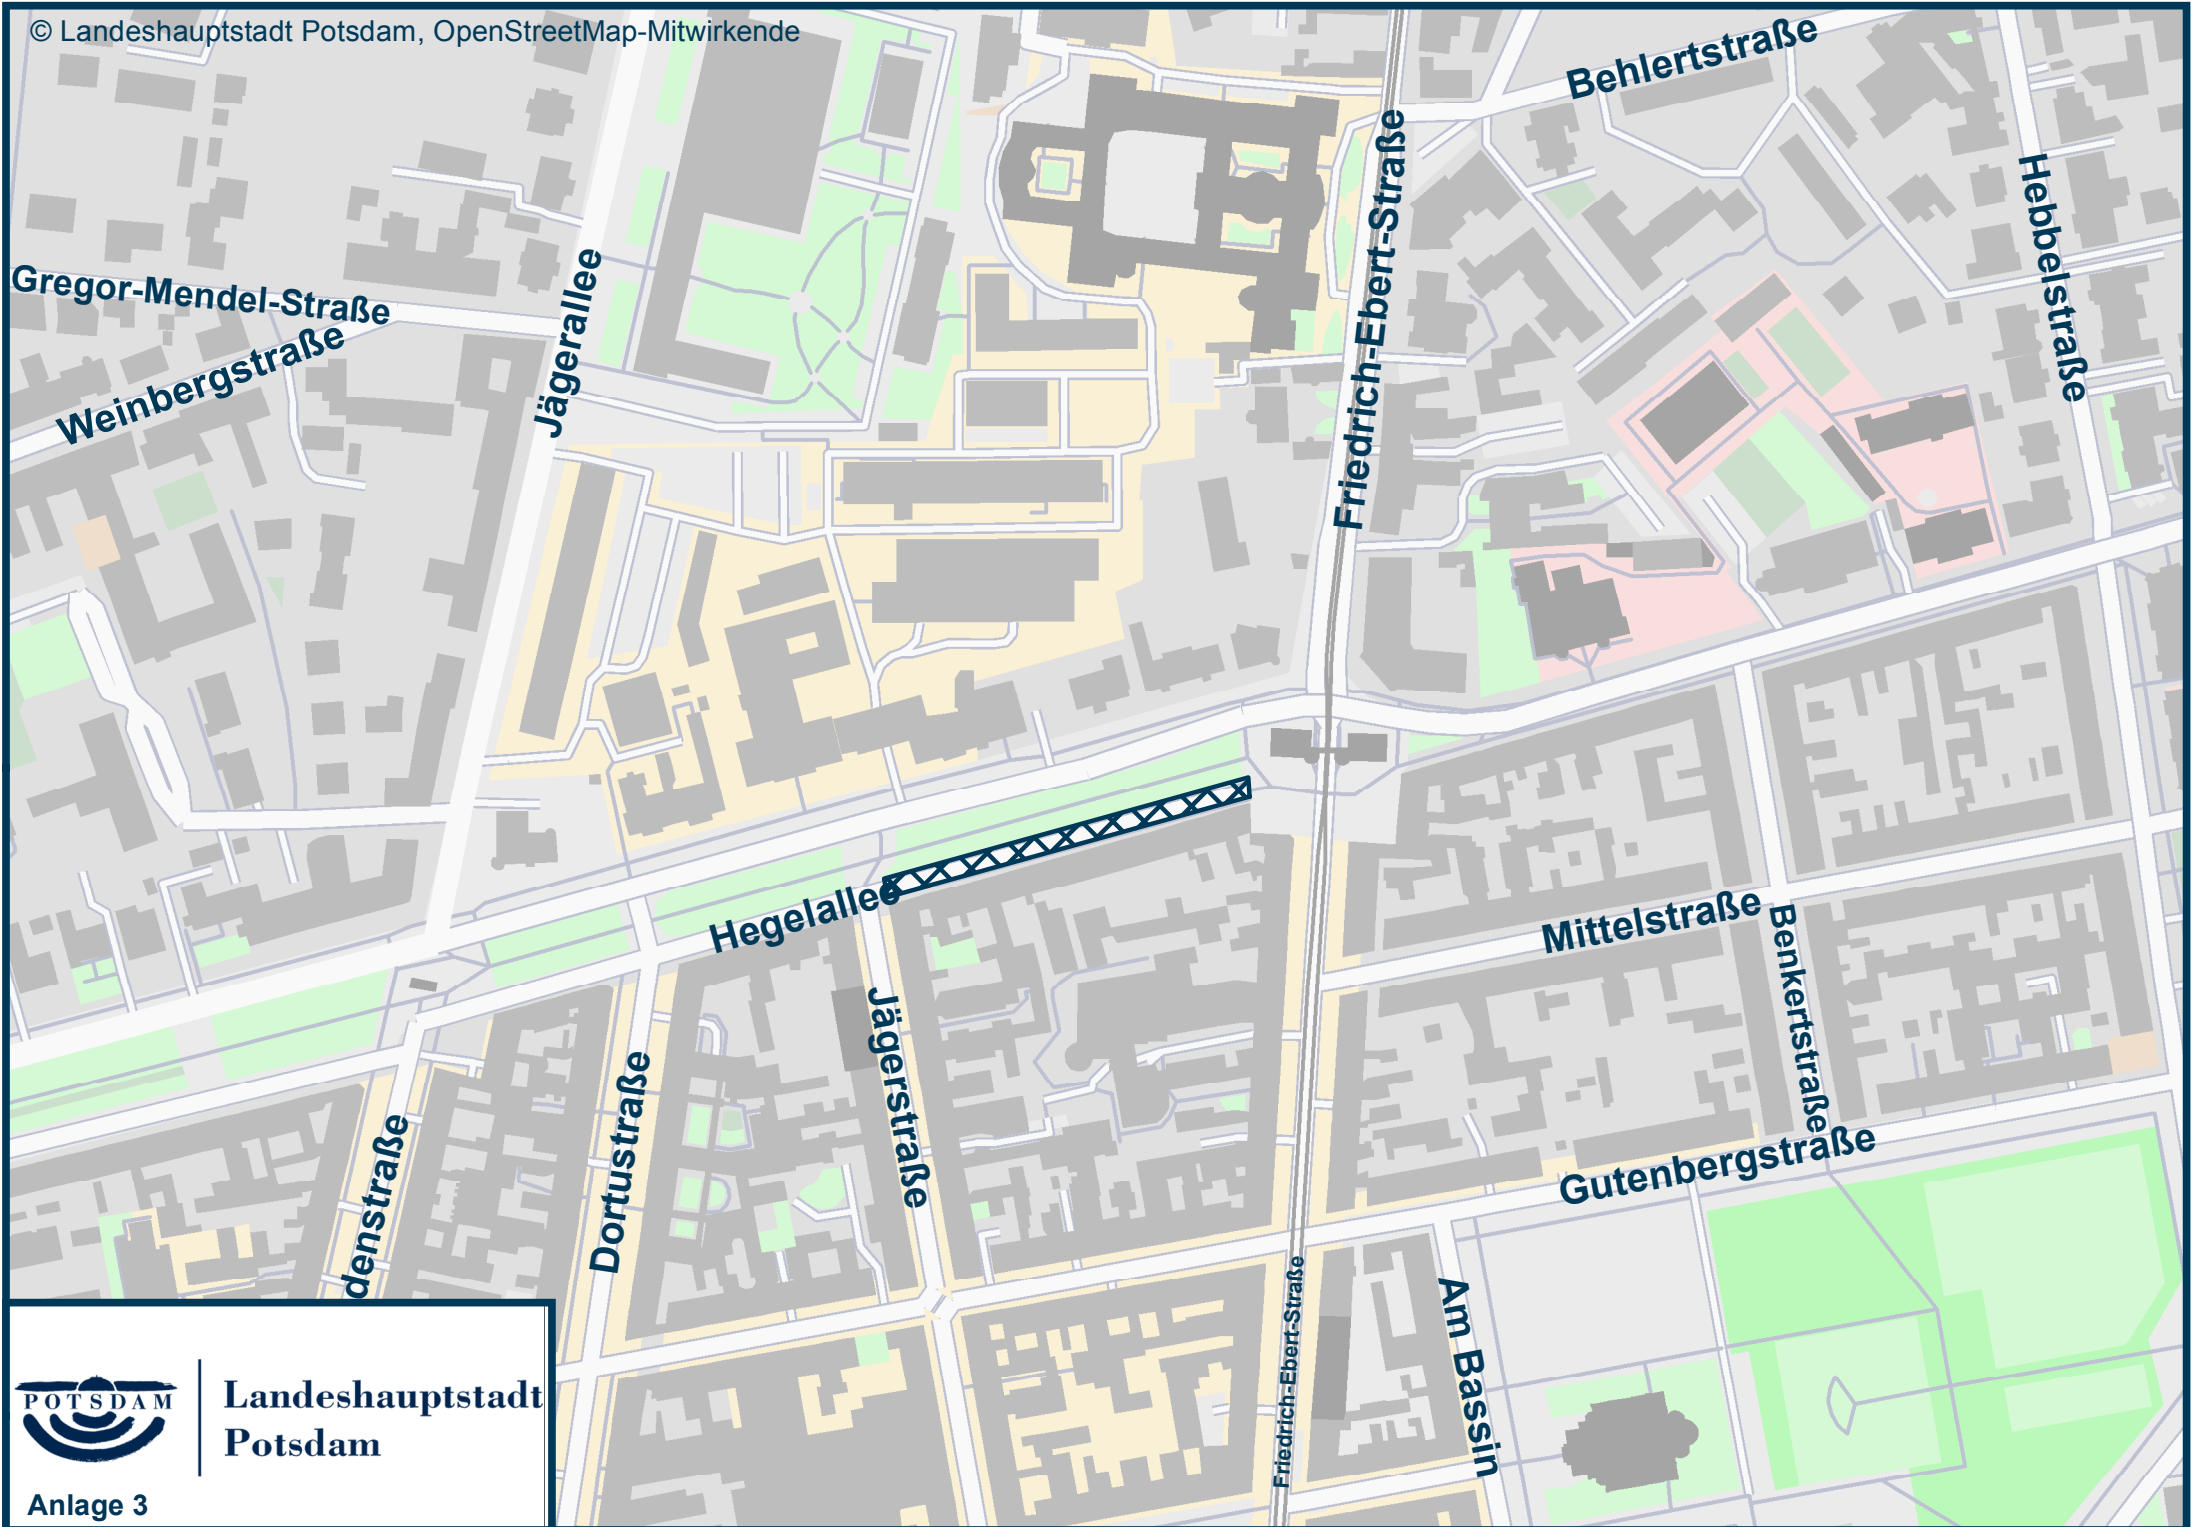 © Landeshauptstadt Potsdam, OpenStreetMap-Mitwirkende
Behlertstraße
Hebbelstraße
Friedrich-Ebert-Straße
Gregor-Mendel-Straße
Weinbergstraße
Jägerallee
Hegelallee
Mittelstraße
Benkertstraße
Jägerstraße
Dortustraße
denstraße
Gutenbergstraße
Friedrich-Ebert-Straße
Am Bassin
POTSDAM
Landeshauptstadt
Potsdam
Anlage 3